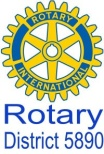 ROTARY
INTERNATIONAL
Rotary
District 5890